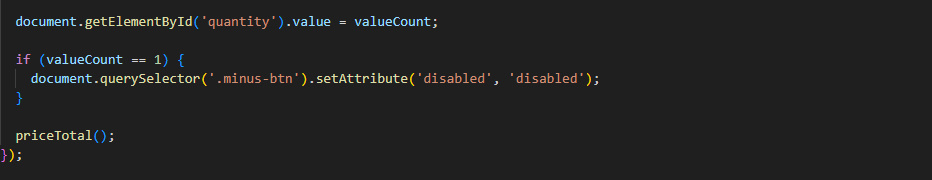 document.getElementById('quantity').value = valueCount;
if (valueCount == 1) {
document.querySelector('.minus-btn').setAttribute('disabled', 'disabled');
}
priceTotal();
});